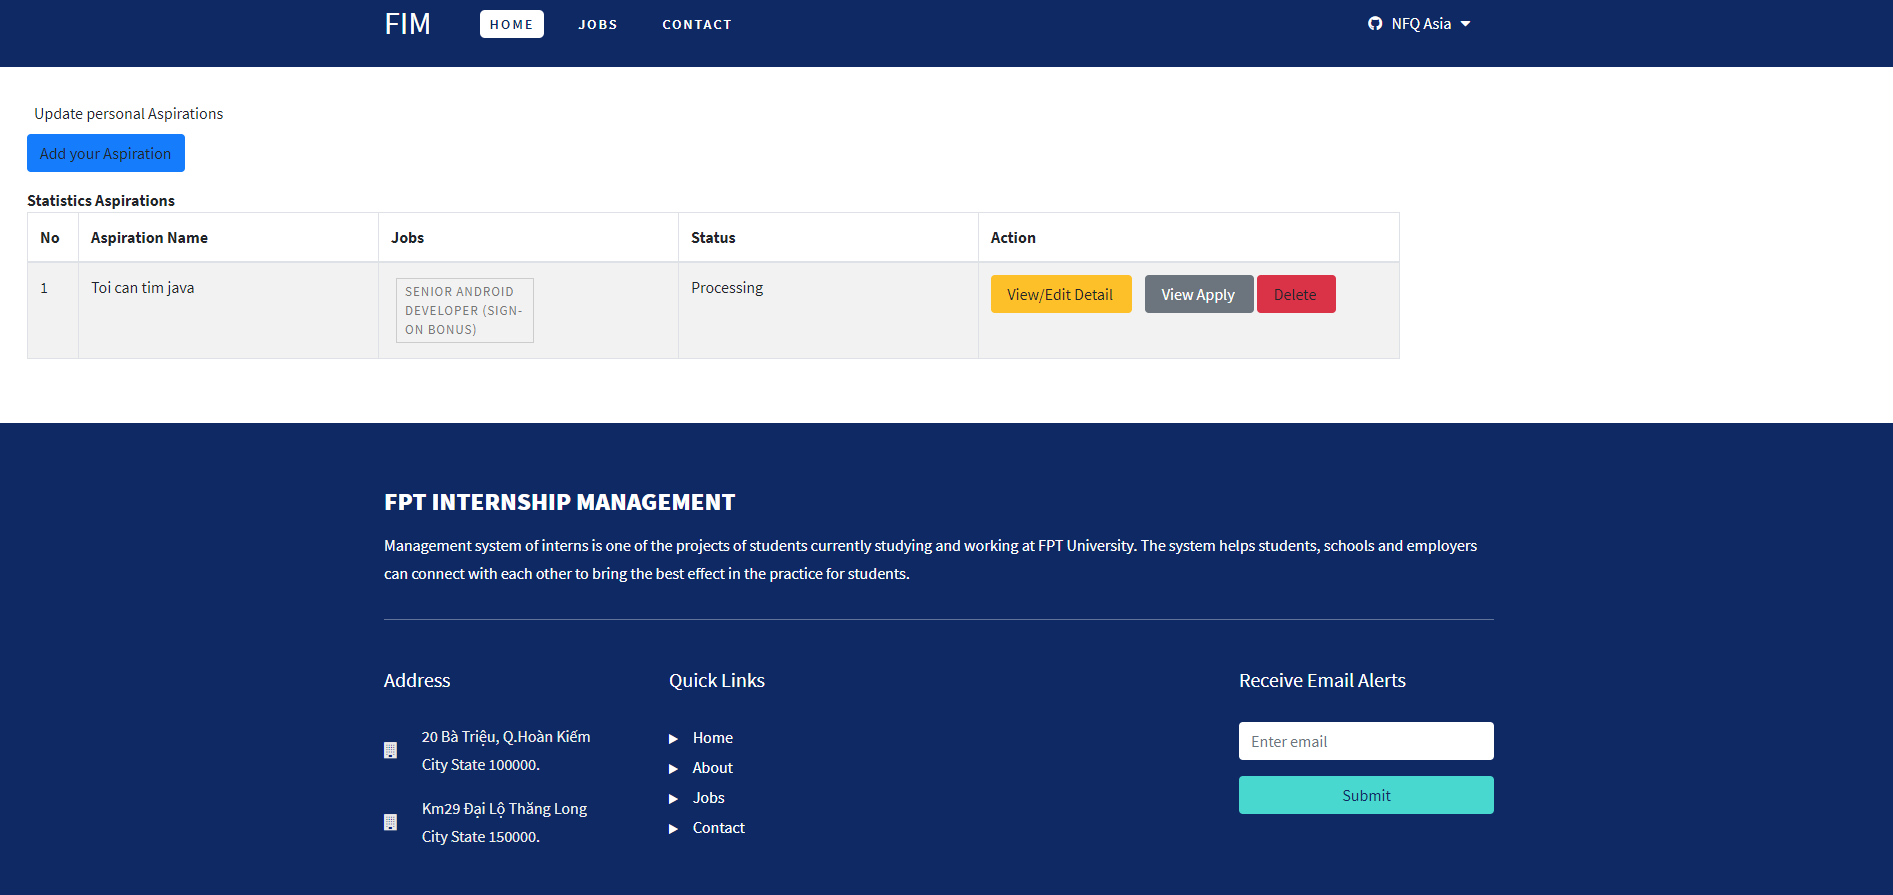 FIM
HOME
JOBS
CONTACT
NFQ Asia
Update personal Aspirations
Add your Aspiration
Statistics Aspirations
No
Aspiration Name
Jobs
Status
Action
1
Toi can tim java
SENIOR ANDROID
DEVELOPER (SIGN-
ON BONUS)
Processing
View/Edit Detail
View Apply
Delete
FPT INTERNSHIP MANAGEMENT
Management system of interns is one of the projects of students currently studying and working at FPT University. The system helps students, schools and employers
can connect with each other to bring the best effect in the practice for students.
Address
20 Bà Triệu, Q.Hoàn Kiếm
City State 100000.
Km29 Đại Lộ Thăng Long
City State 150000.
Quick Links
Home
About
Jobs
Contact
Receive Email Alerts
Enter email
Submit